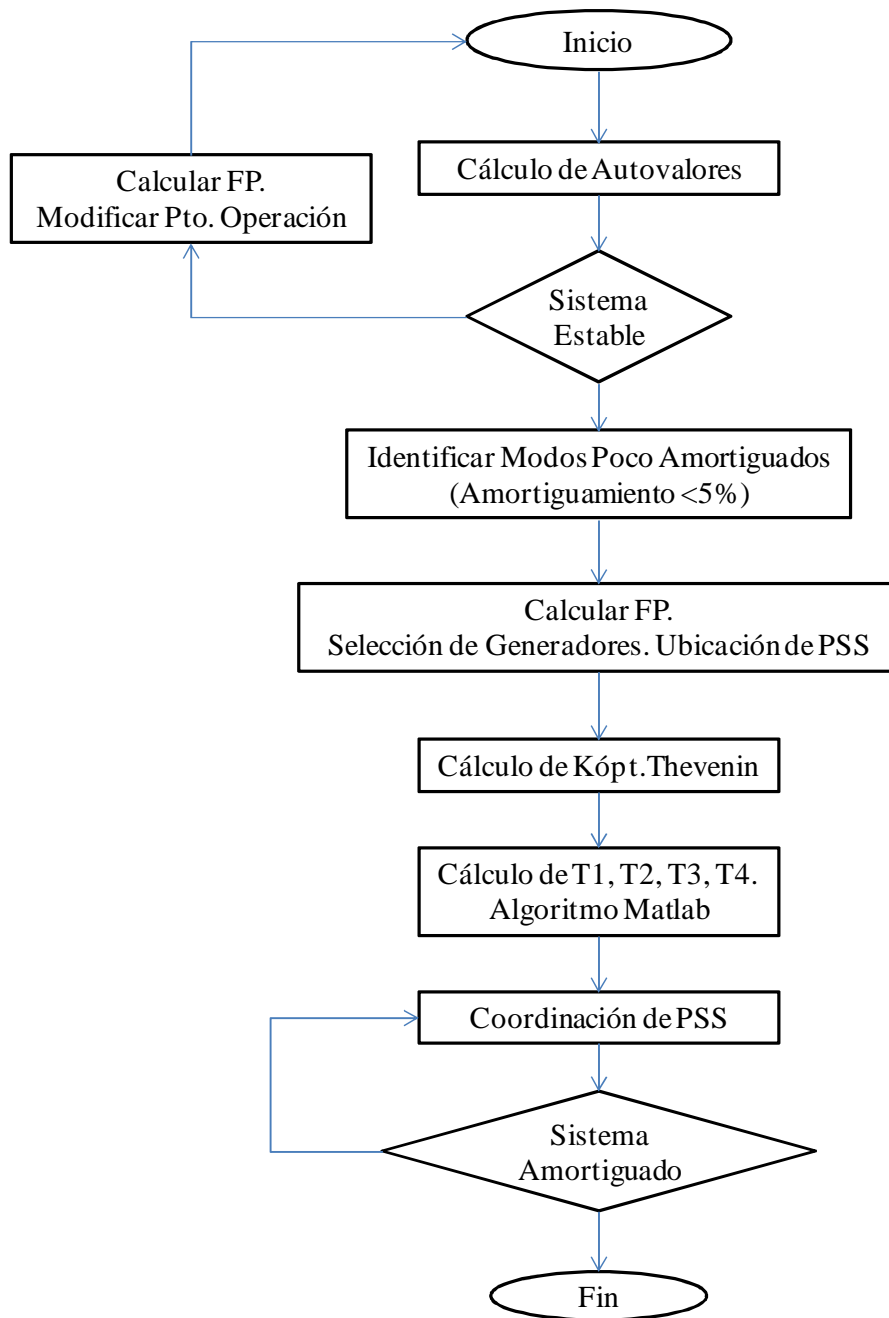 Inicio
Calcular FP.
Modificar Pto. Operación
Cálculo de Autovalores
Sistema
Estable
Identificar Modos Poco Amortiguados
(Amortiguamiento <5%)
Calcular FP.
Selección de Generadores. Ubicación de PSS
Cálculo de Kópt. Thevenin
Cálculo de T1, T2, T3, T4.
Algoritmo Matlab
Coordinación de PSS
Sistema
Amortiguado
Fin